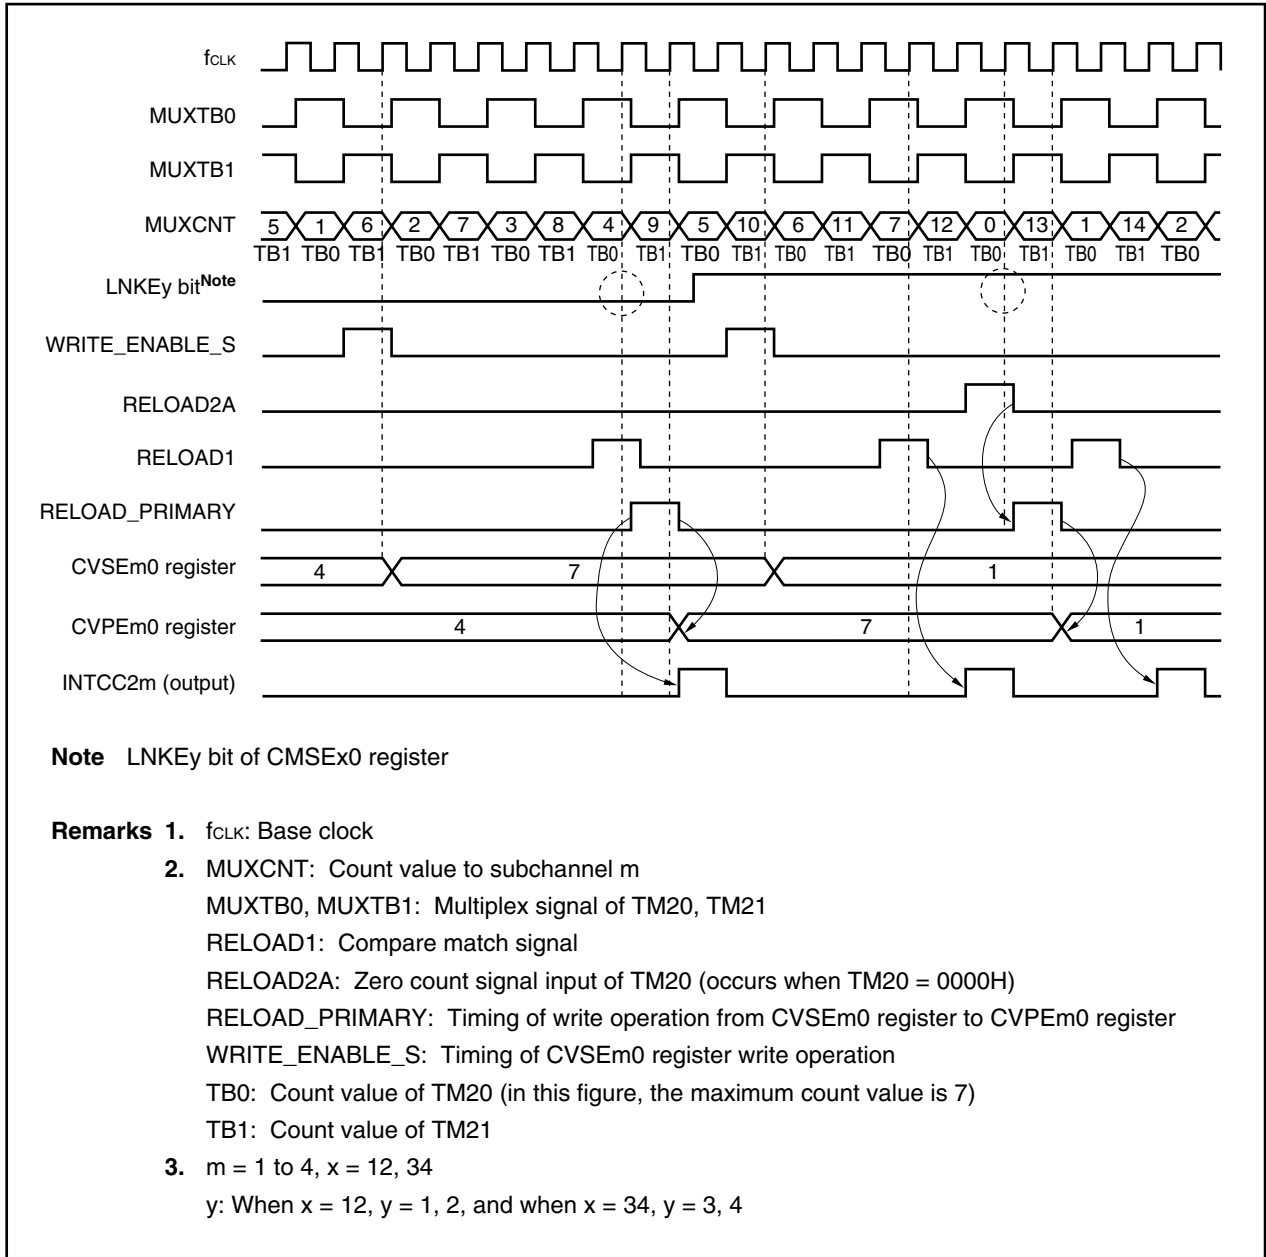 fCLK
MUXTB0
MUXTB1
MUXCNT 5 1 6 2 7 3 8 4 9 5 10 6 11 7 12 0 13 1 14 2
TB1 TB0 TB1 TB0 TB1 TB0 TB1 TB0 TB1 TB0 TB1 TB0 TB1 TB0 TB1 TB0 TB1 TB0 TB1 TB0
LNKEy bitNote
WRITE_ENABLE_S
RELOAD2A
RELOAD1
RELOAD_PRIMARY
CVSEm0 register 4 7 1
CVPEm0 register 4 7 1
INTCC2m (output)
Note LNKEy bit of CMSEx0 register
Remarks 1. fCLK: Base clock
2. MUXCNT: Count value to subchannel m
MUXTB0, MUXTB1: Multiplex signal of TM20, TM21
RELOAD1: Compare match signal
RELOAD2A: Zero count signal input of TM20 (occurs when TM20 = 0000H)
RELOAD_PRIMARY: Timing of write operation from CVSEm0 register to CVPEm0 register
WRITE_ENABLE_S: Timing of CVSEm0 register write operation
TB0: Count value of TM20 (in this figure, the maximum count value is 7)
TB1: Count value of TM21
3. m = 1 to 4, x = 12, 34
y: When x = 12, y = 1, 2, and when x = 34, y = 3, 4